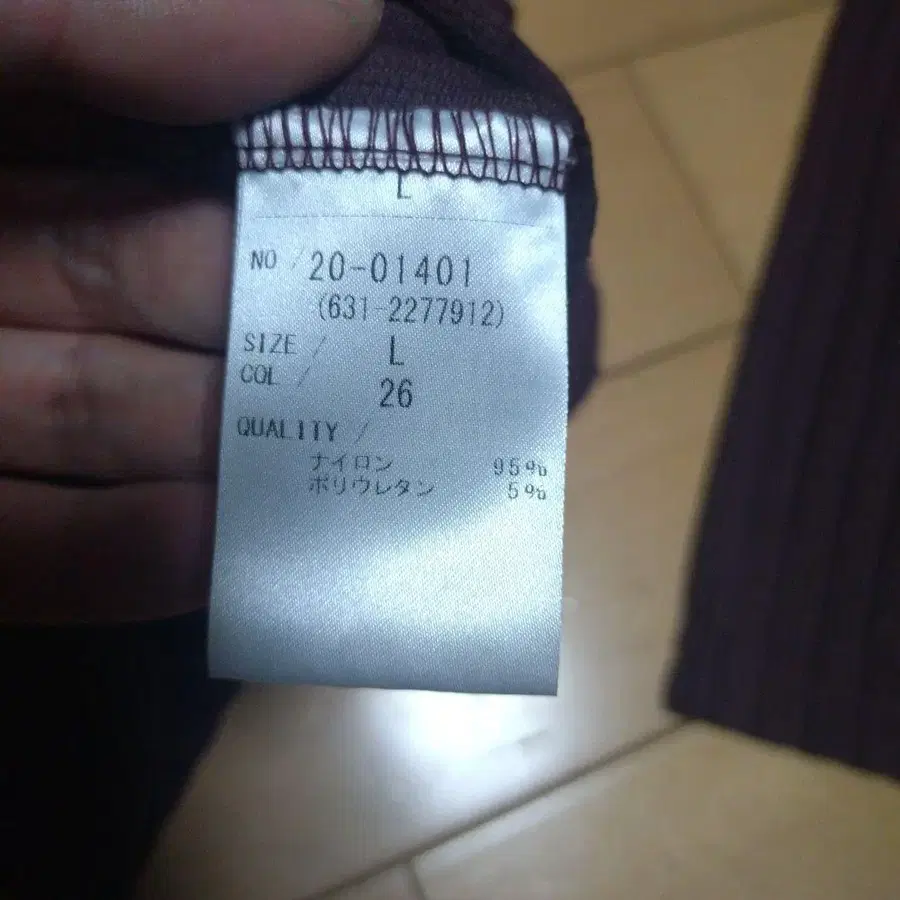 L
NO / 20-01401
(631-2277912)
SIZE / L
COL / 26
QUALITY /
ナイロン 95%
ポリウレタン 5%